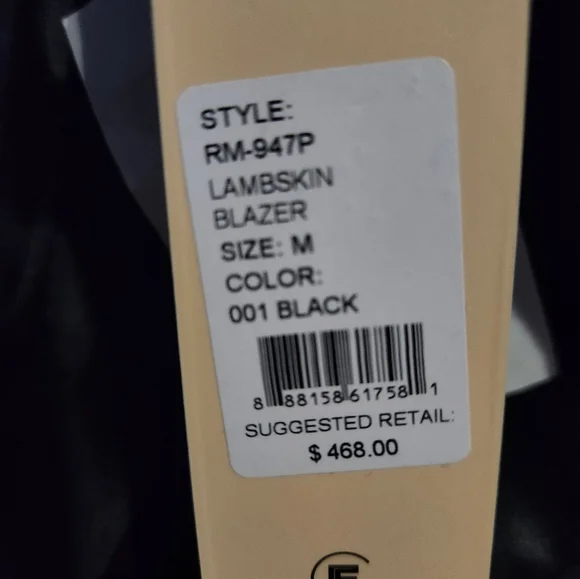 STYLE:
RM-947P
LAMBSKIN
BLAZER
SIZE: M
COLOR:
001 BLACK
8 88158 61758 1
SUGGESTED RETAIL:
$ 468.00